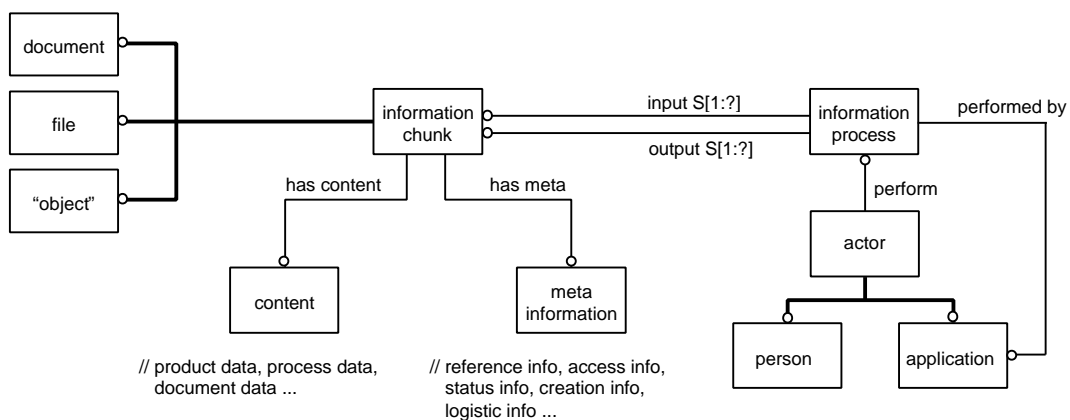 document
file
“object”
information
chunk
input S[1:?]
output S[1:?]
information
process
performed by
has content
has meta
perform
actor
content
meta
information
person
application
// product data, process data,
document data ...
// reference info, access info,
status info, creation info,
logistic info ...